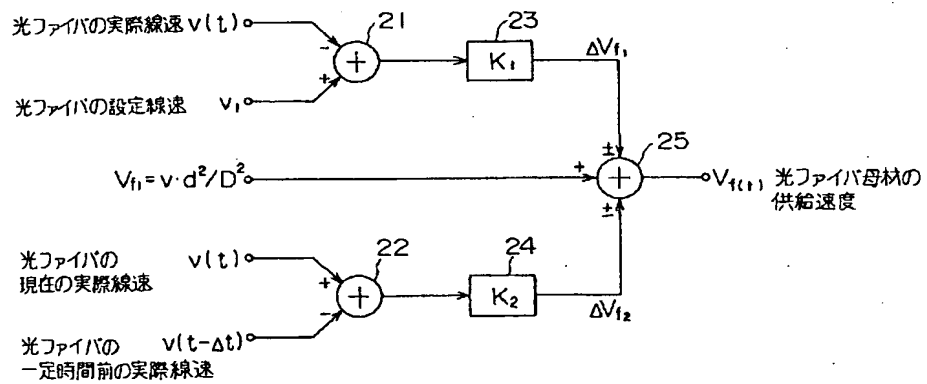 光ファイバの実際線速 v(t)
21
23
- 
+
K₁
ΔVf₁
+
光ファイバの設定線速 v₁
25
±
Vf₁=v・d²/D²
+
+
Vf(t) 光ファイバ母材の
供給速度
±
光ファイバの
現在の実際線速
v(t)
22
24
+
+
K₂
ΔVf₂
-
光ファイバの
一定時間前の実際線速
v(t-Δt)